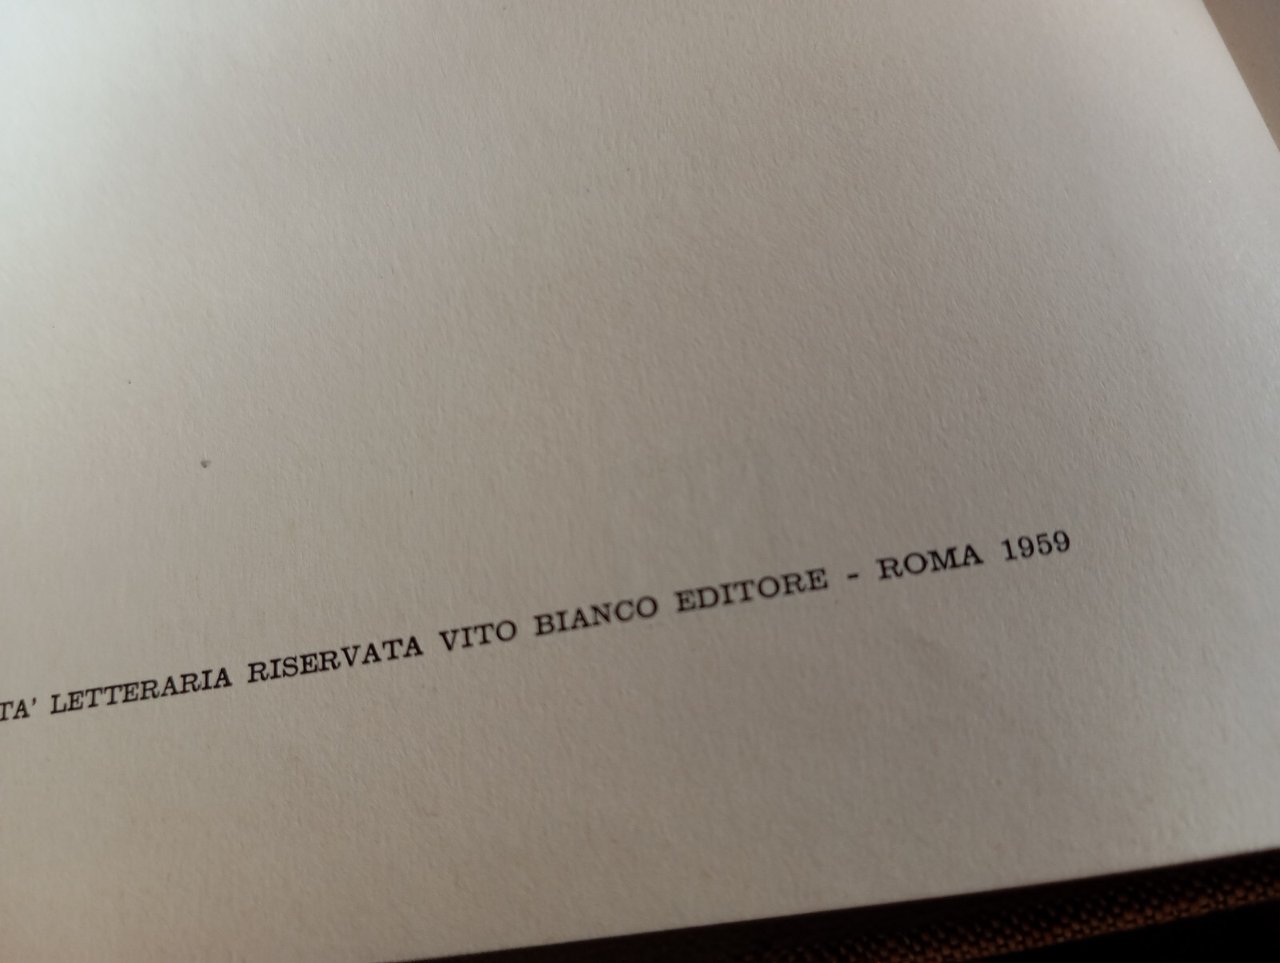 TA' LETTERARIA RISERVATA VITO BIANCO EDITORE - ROMA 1959